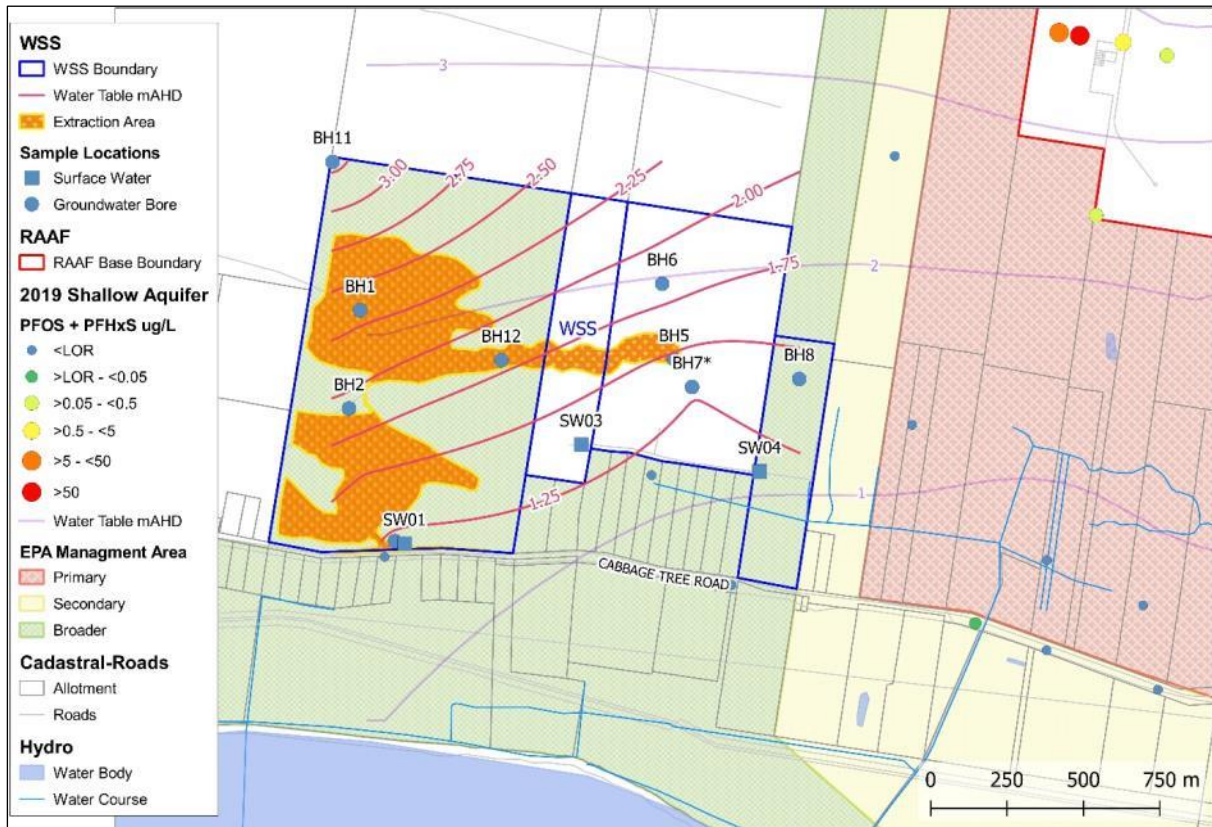 WSS
WSS Boundary
Water Table mAHD
Extraction Area
Sample Locations
Surface Water
Groundwater Bore
RAAF
RAAF Base Boundary
2019 Shallow Aquifer
PFOS + PFHxS ug/L
<LOR
>LOR - <0.05
>0.05 - <0.5
>0.5 - <5
>5 - <50
>50
Water Table mAHD
EPA Managment Area
Primary
Secondary
Broader
Cadastral-Roads
Allotment
Roads
Hydro
Water Body
Water Course
3
BH11
3.00
2.75
2.50
2.25
2.00
1.75
2
BH6
BH1
WSS
BH12
BH5
BH7*
BH8
BH2
SW03
SW04
1.25
1
SW01
CABBAGE TREE ROAD
0 250 500 750 m